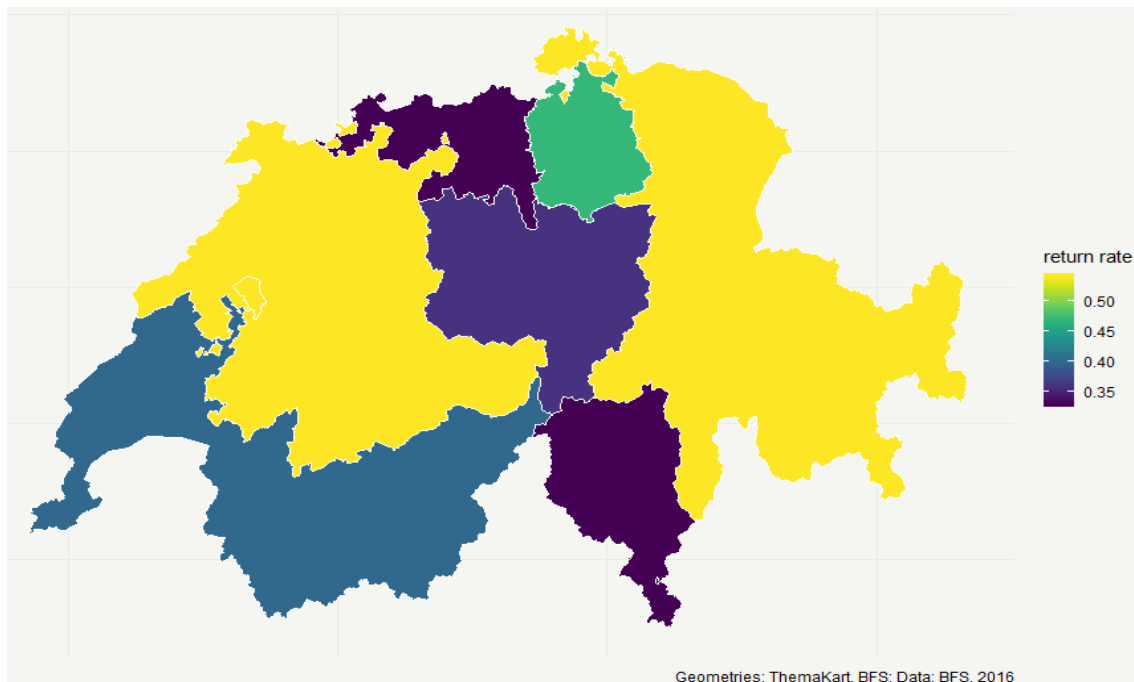 return rate
0.50
0.45
0.40
0.35
Geometries: ThemaKart, BFS; Data: BFS, 2016